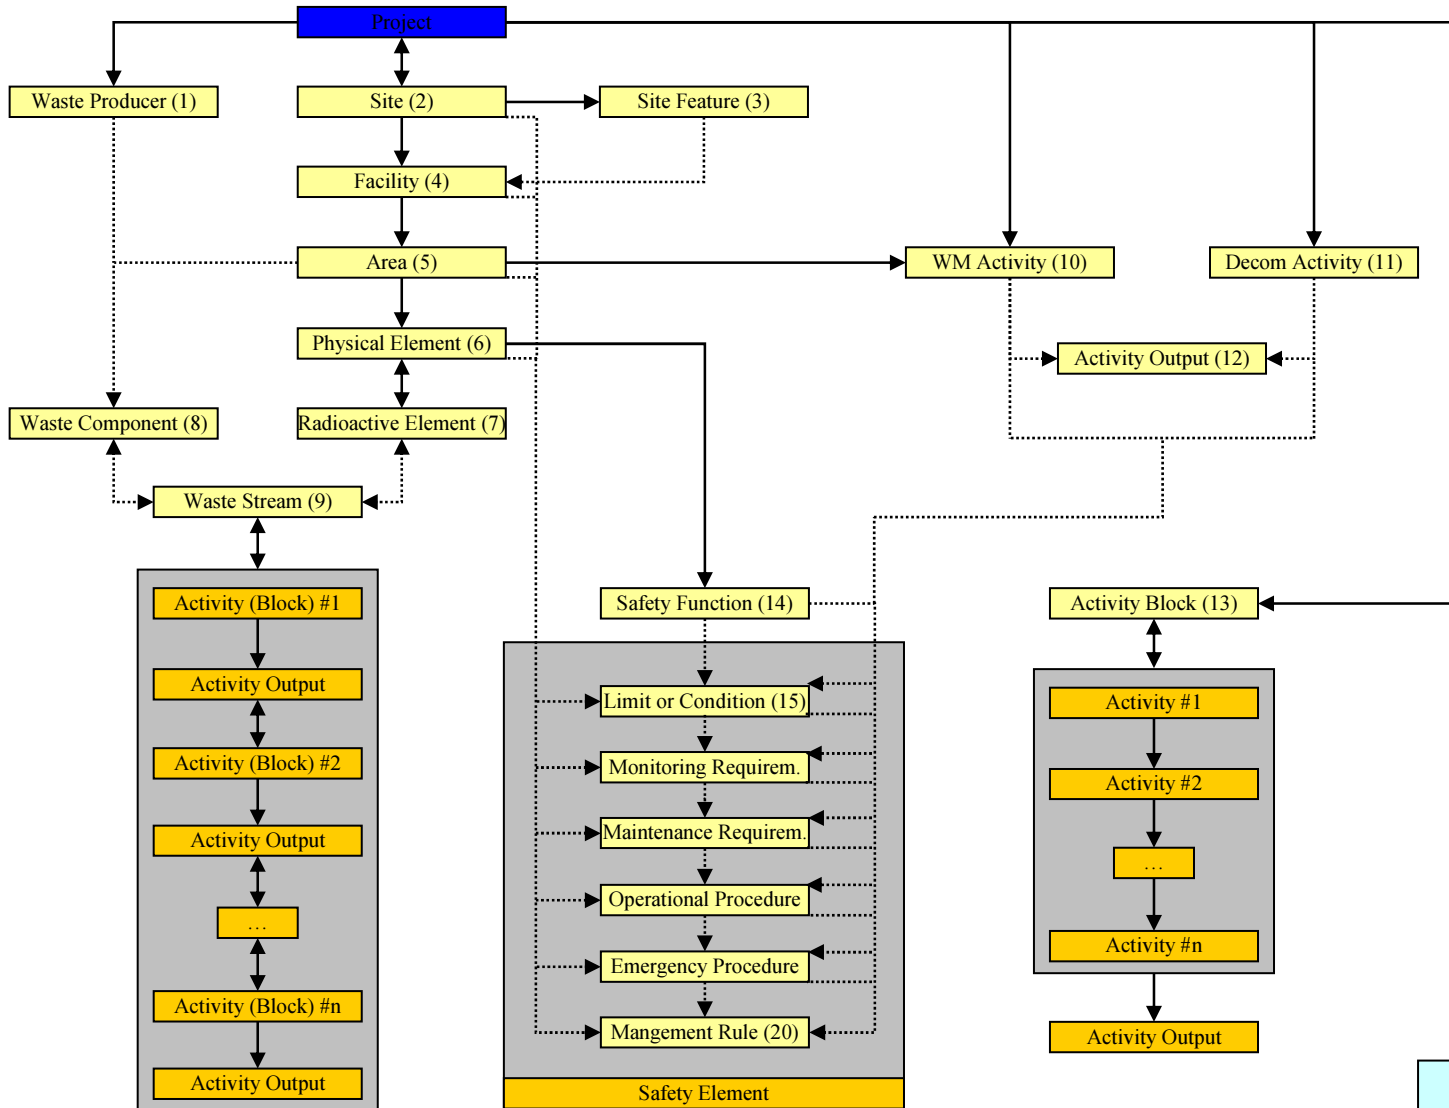 Project
Waste Producer (1)
Site (2)
Site Feature (3)
Facility (4)
Area (5)
WM Activity (10)
Decom Activity (11)
Physical Element (6)
Activity Output (12)
Waste Component (8)
Radioactive Element (7)
Waste Stream (9)
Activity (Block) #1
Activity Output
Activity (Block) #2
Activity Output
...
Activity (Block) #n
Activity Output
Safety Function (14)
Limit or Condition (15)
Monitoring Requirem.
Maintenance Requirem.
Operational Procedure
Emergency Procedure
Mangement Rule (20)
Safety Element
Activity Block (13)
Activity #1
Activity #2
...
Activity #n
Activity Output